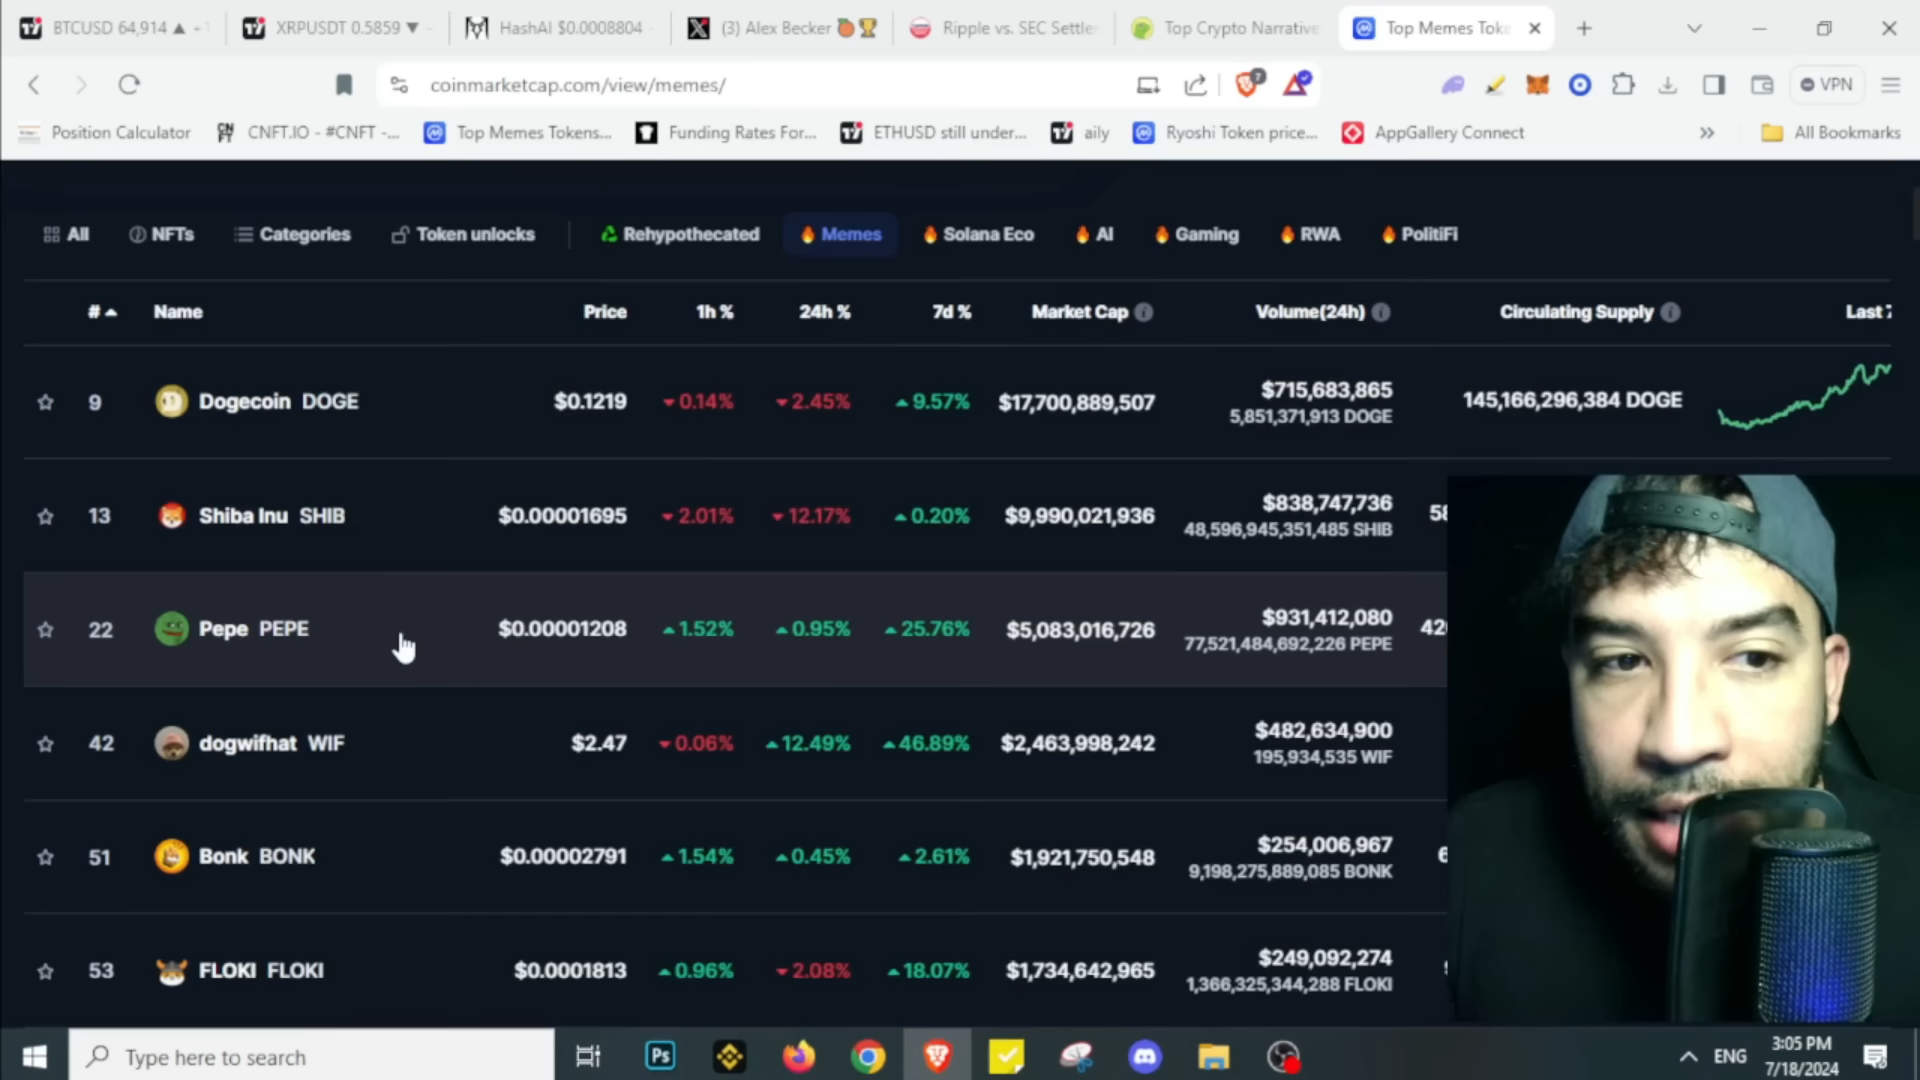 BTCUSD 64,914 ▲ +
XRPUSDT 0.5859 ▼
HashAI $0.0008804
(3) Alex Becker 🍊🏆
Ripple vs. SEC Settle
Top Crypto Narrative
Top Memes Tok
coinmarketcap.com/view/memes/
7
VPN
Position Calculator
CNFT.IO - #CNFT -...
Top Memes Tokens...
Funding Rates For...
ETHUSD still under...
aily
Ryoshi Token price...
AppGallery Connect
All Bookmarks
All
NFTs
Categories
Token unlocks
Rehypothecated
Memes
Solana Eco
AI
Gaming
RWA
PolitiFi
# Name Price 1h % 24h % 7d % Market Cap Volume(24h) Circulating Supply Last
9 Dogecoin DOGE $0.1219 0.14% 2.45% 9.57% $17,700,889,507 $715,683,865 145,166,296,384 DOGE
5,851,371,913 DOGE
13 Shiba Inu SHIB $0.00001695 2.01% 12.17% 0.20% $9,990,021,936 $838,747,736 58
48,596,945,351,485 SHIB
22 Pepe PEPE $0.00001208 1.52% 0.95% 25.76% $5,083,016,726 $931,412,080 42
77,521,484,692,226 PEPE
42 dogwifhat WIF $2.47 0.06% 12.49% 46.89% $2,463,998,242 $482,634,900
195,934,535 WIF
51 Bonk BONK $0.00002791 1.54% 0.45% 2.61% $1,921,750,548 $254,006,967 6
9,198,275,889,085 BONK
53 FLOKI FLOKI $0.0001813 0.96% 2.08% 18.07% $1,734,642,965 $249,092,274
1,366,325,344,288 FLOKI
Type here to search
Ps
ENG
3:05 PM
7/18/2024